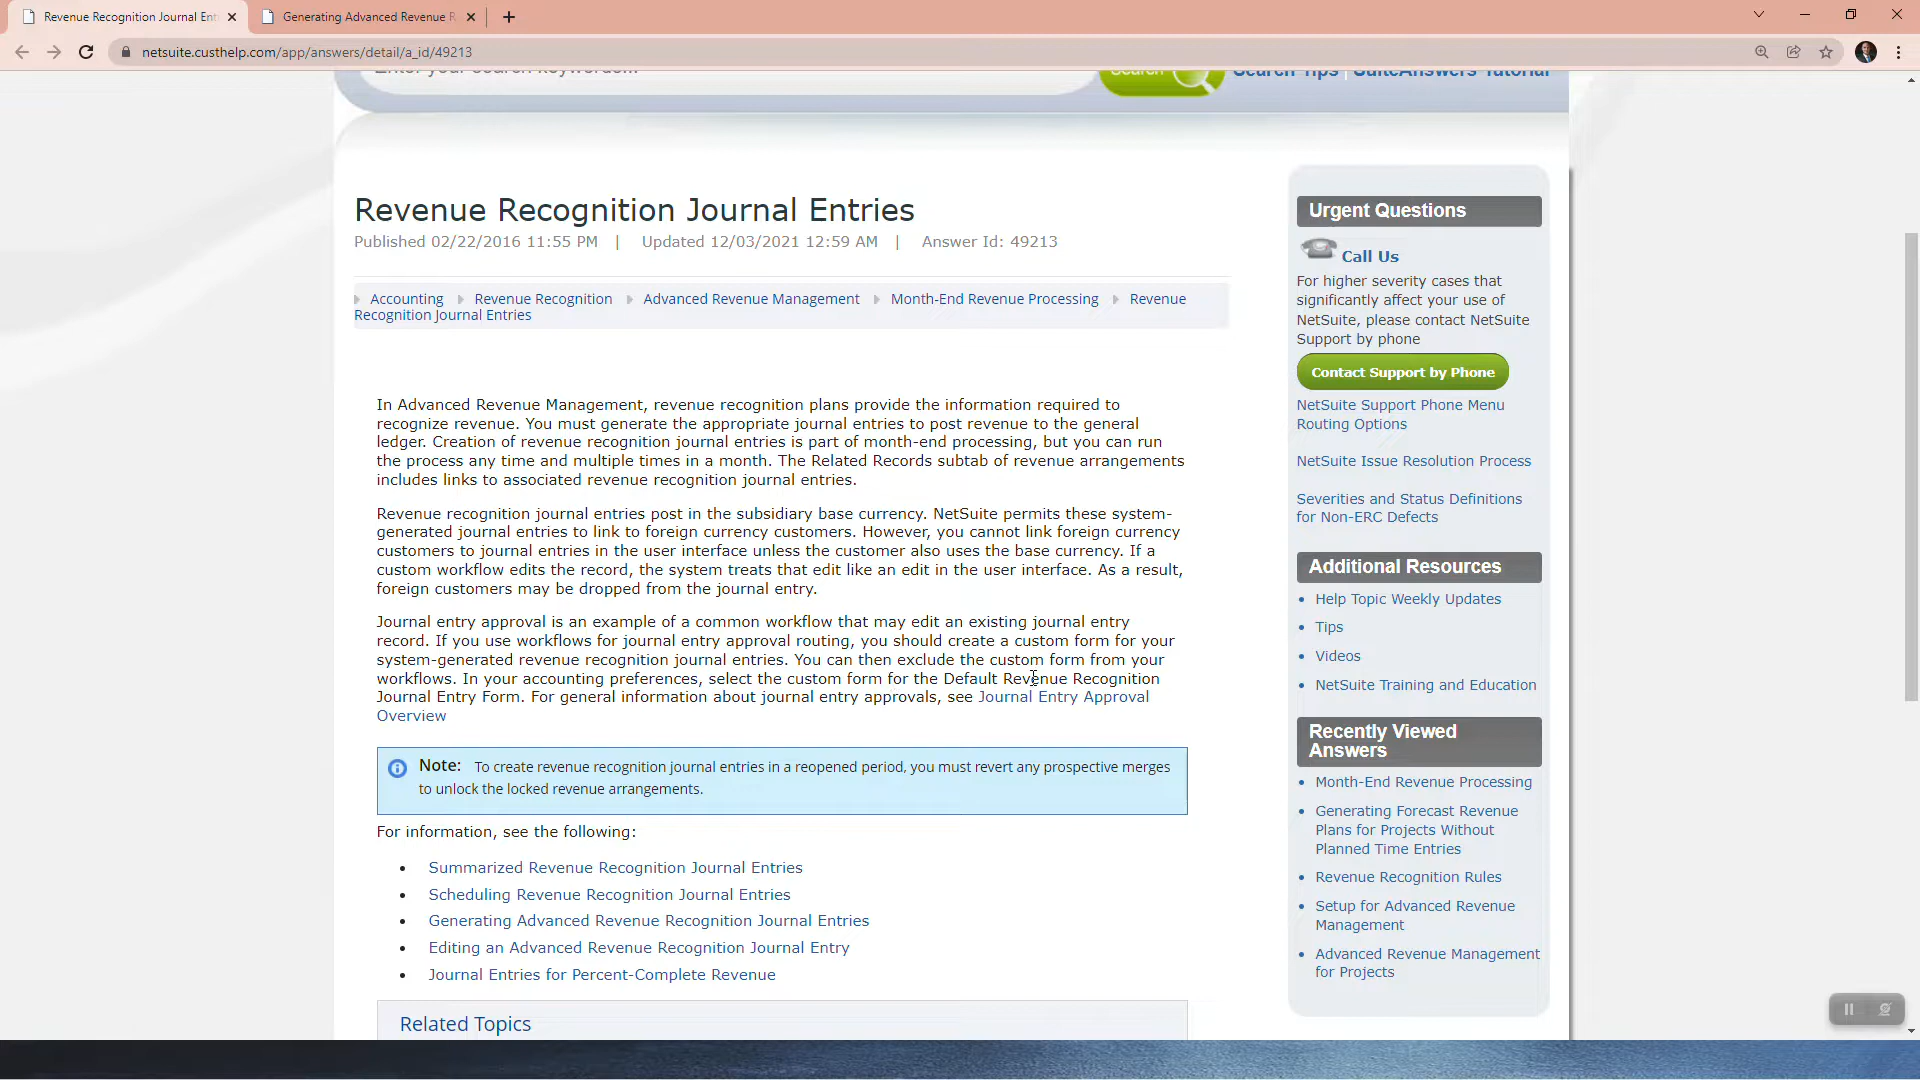 Revenue Recognition Journal Ent
Generating Advanced Revenue R
netsuite.custhelp.com/app/answers/detail/a_id/49213
Enter your search keywords...
Search
Search Tips | SuiteAnswers Tutorial
Revenue Recognition Journal Entries
Published 02/22/2016 11:55 PM | Updated 12/03/2021 12:59 AM | Answer Id: 49213
Accounting Revenue Recognition Advanced Revenue Management Month-End Revenue Processing Revenue
Recognition Journal Entries
In Advanced Revenue Management, revenue recognition plans provide the information required to
recognize revenue. You must generate the appropriate journal entries to post revenue to the general
ledger. Creation of revenue recognition journal entries is part of month-end processing, but you can run
the process any time and multiple times in a month. The Related Records subtab of revenue arrangements
includes links to associated revenue recognition journal entries.
Revenue recognition journal entries post in the subsidiary base currency. NetSuite permits these system-
generated journal entries to link to foreign currency customers. However, you cannot link foreign currency
customers to journal entries in the user interface unless the customer also uses the base currency. If a
custom workflow edits the record, the system treats that edit like an edit in the user interface. As a result,
foreign customers may be dropped from the journal entry.
Journal entry approval is an example of a common workflow that may edit an existing journal entry
record. If you use workflows for journal entry approval routing, you should create a custom form for your
system-generated revenue recognition journal entries. You can then exclude the custom form from your
workflows. In your accounting preferences, select the custom form for the Default Revenue Recognition
Journal Entry Form. For general information about journal entry approvals, see Journal Entry Approval
Overview
Note: To create revenue recognition journal entries in a reopened period, you must revert any prospective merges
to unlock the locked revenue arrangements.
For information, see the following:
• Summarized Revenue Recognition Journal Entries
• Scheduling Revenue Recognition Journal Entries
• Generating Advanced Revenue Recognition Journal Entries
• Editing an Advanced Revenue Recognition Journal Entry
• Journal Entries for Percent-Complete Revenue
Related Topics
Urgent Questions
Call Us
For higher severity cases that
significantly affect your use of
NetSuite, please contact NetSuite
Support by phone
Contact Support by Phone
NetSuite Support Phone Menu
Routing Options
NetSuite Issue Resolution Process
Severities and Status Definitions
for Non-ERC Defects
Additional Resources
• Help Topic Weekly Updates
• Tips
• Videos
• NetSuite Training and Education
Recently Viewed
Answers
• Month-End Revenue Processing
• Generating Forecast Revenue
Plans for Projects Without
Planned Time Entries
• Revenue Recognition Rules
• Setup for Advanced Revenue
Management
• Advanced Revenue Management
for Projects